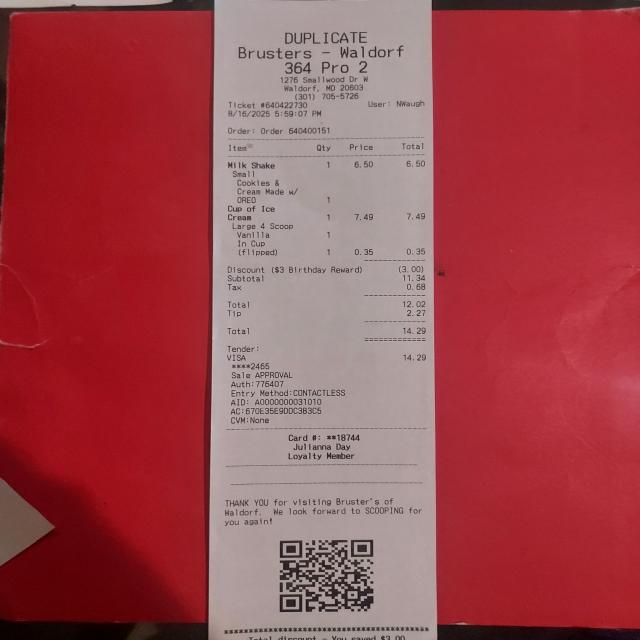 DUPLICATE
Brusters - Waldorf
364 Pro 2
1276 Smallwood Dr W
Waldorf, MD 20603
(301) 705-5726
Ticket #640422730 User: NWaugh
8/16/2025 5:59:07 PM
Order: Order 640400151
Item Qty Price Total
Milk Shake 1 6.50 6.50
Small
Cookies &
Cream Made w/
OREO 1
Cup of Ice
Cream 1 7.49 7.49
Large 4 Scoop
Vanilla 1
In Cup
(flipped) 1 0.35 0.35
Discount ($3 Birthday Reward) (3.00)
Subtotal 11.34
Tax 0.68
Total 12.02
Tip 2.27
Total 14.29
Tender:
VISA 14.29
****2465
Sale APPROVAL
Auth:776407
Entry Method:CONTACTLESS
AID: A0000000031010
AC:670E35E9DDC3B3C5
CVM:None
Card #: **18744
Julianna Day
Loyalty Member
THANK YOU for visiting Bruster's of
Waldorf. We look forward to SCOOPING for
you again!
Total discount - You saved $3.00